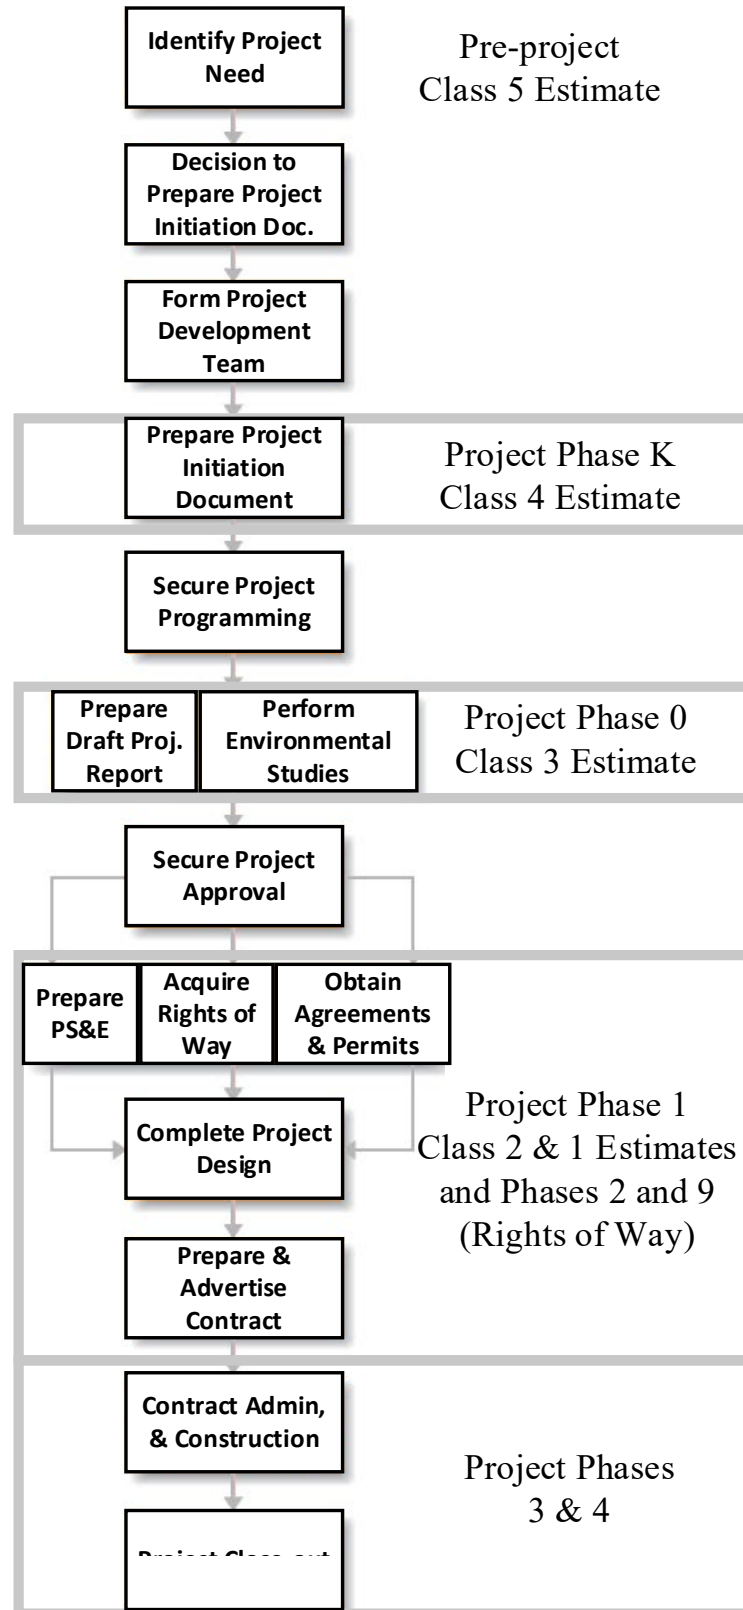 Identify Project
Need
Pre-project
Class 5 Estimate
Decision to
Prepare Project
Initiation Doc.
Form Project
Development
Team
Prepare Project
Initiation
Document
Project Phase K
Class 4 Estimate
Secure Project
Programming
Prepare
Draft Proj.
Report
Perform
Environmental
Studies
Project Phase 0
Class 3 Estimate
Secure Project
Approval
Prepare
PS&E
Acquire
Rights of
Way
Obtain
Agreements
& Permits
Complete Project
Design
Project Phase 1
Class 2 & 1 Estimates
and Phases 2 and 9
(Rights of Way)
Prepare &
Advertise
Contract
Contract Admin,
& Construction
Project Phases
3 & 4